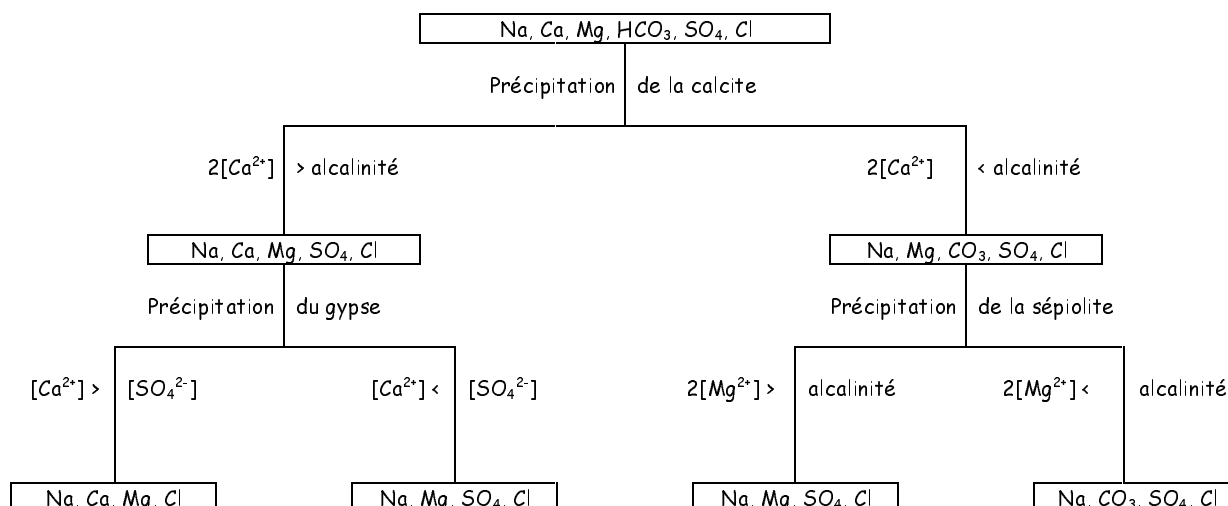 Na, Ca, Mg, HCO₃, SO₄, Cl
Précipitation de la calcite
2[Ca²⁺] > alcalinité 2[Ca²⁺] < alcalinité
Na, Ca, Mg, SO₄, Cl Na, Mg, CO₃, SO₄, Cl
Précipitation du gypse Précipitation de la sépiolite
[Ca²⁺] > [SO₄²⁻] [Ca²⁺] < [SO₄²⁻] 2[Mg²⁺] > alcalinité 2[Mg²⁺] < alcalinité
Na, Ca, Mg, Cl Na, Mg, SO₄, Cl Na, Mg, SO₄, Cl Na, CO₃, SO₄, Cl